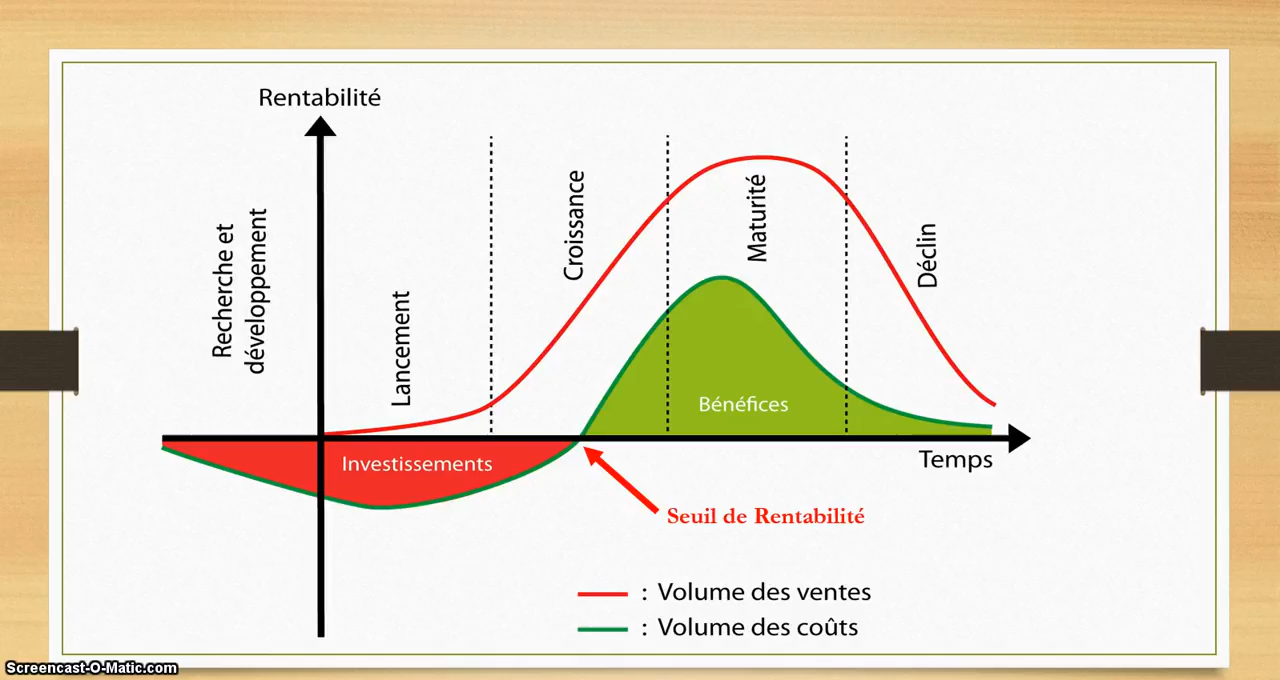 Rentabilité
Recherche et
développement
Lancement
Croissance
Maturité
Déclin
Bénéfices
Investissements
Temps
Seuil de Rentabilité
: Volume des ventes
: Volume des coûts
Screencast-O-Matic.com